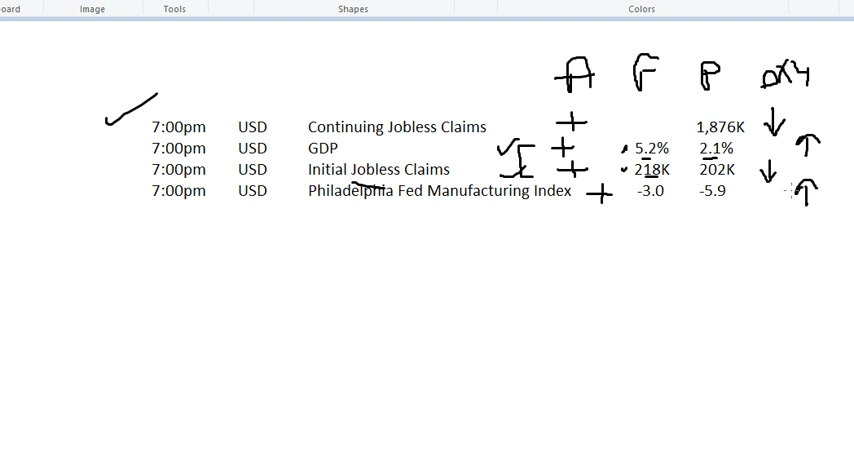 oard Image Tools Shapes Colors
A F P DXY
7:00pm USD Continuing Jobless Claims + 1,876K ↓
7:00pm USD GDP + 5.2% 2.1% ↑
7:00pm USD Initial Jobless Claims + 218K 202K ↓
7:00pm USD Philadelphia Fed Manufacturing Index + -3.0 -5.9 ↑